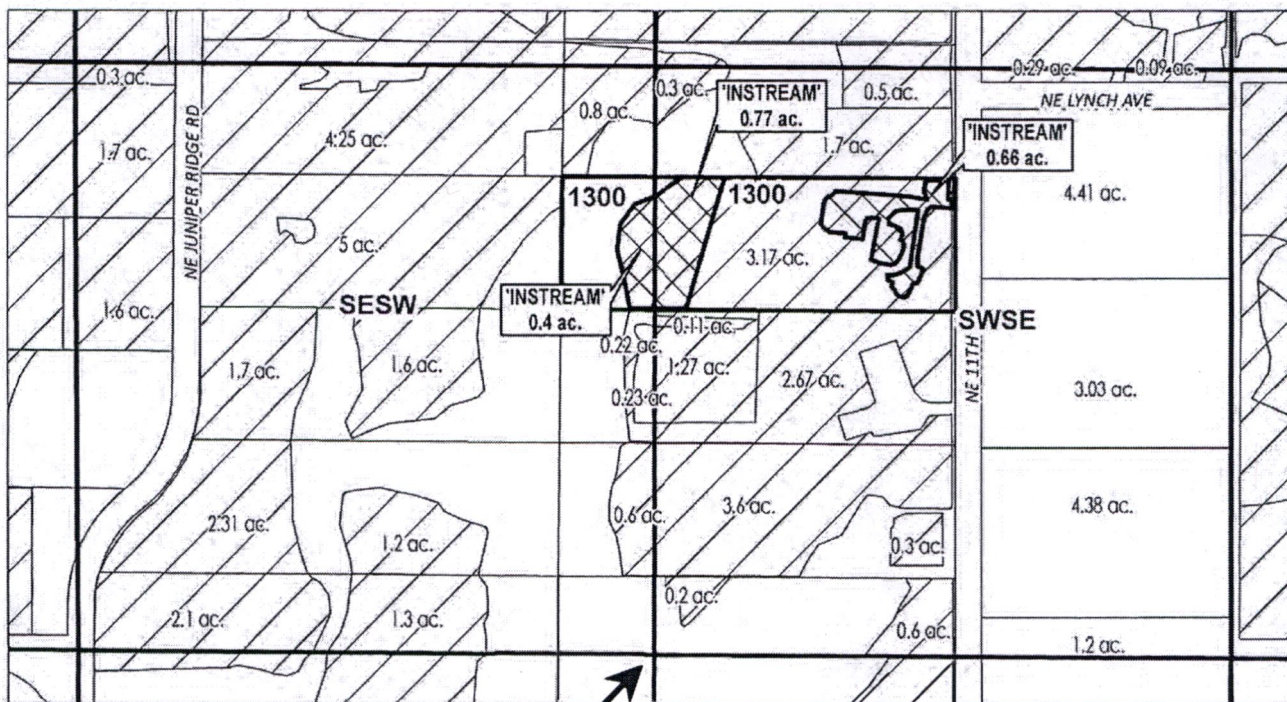 0.3 ac.
0.29 ac.
0.09 ac.
0.3 ac.
'INSTREAM'
0.77 ac.
0.5 ac.
NE LYNCH AVE
0.8 ac.
'INSTREAM'
0.66 ac.
NE JUNIPER RIDGE RD
1.7 ac.
4.25 ac.
1.7 ac.
1300
1300
4.41 ac.
5 ac.
3.17 ac.
1.6 ac.
SESW
'INSTREAM'
0.4 ac.
SWSE
0.11 ac.
0.22 ac.
1.7 ac.
1.6 ac.
1.27 ac.
2.67 ac.
NE 11TH
3.03 ac.
0.23 ac.
2.31 ac.
1.2 ac.
0.6 ac.
3.6 ac.
4.38 ac.
0.3 ac.
2.1 ac.
1.3 ac.
0.2 ac.
0.6 ac.
1.2 ac.